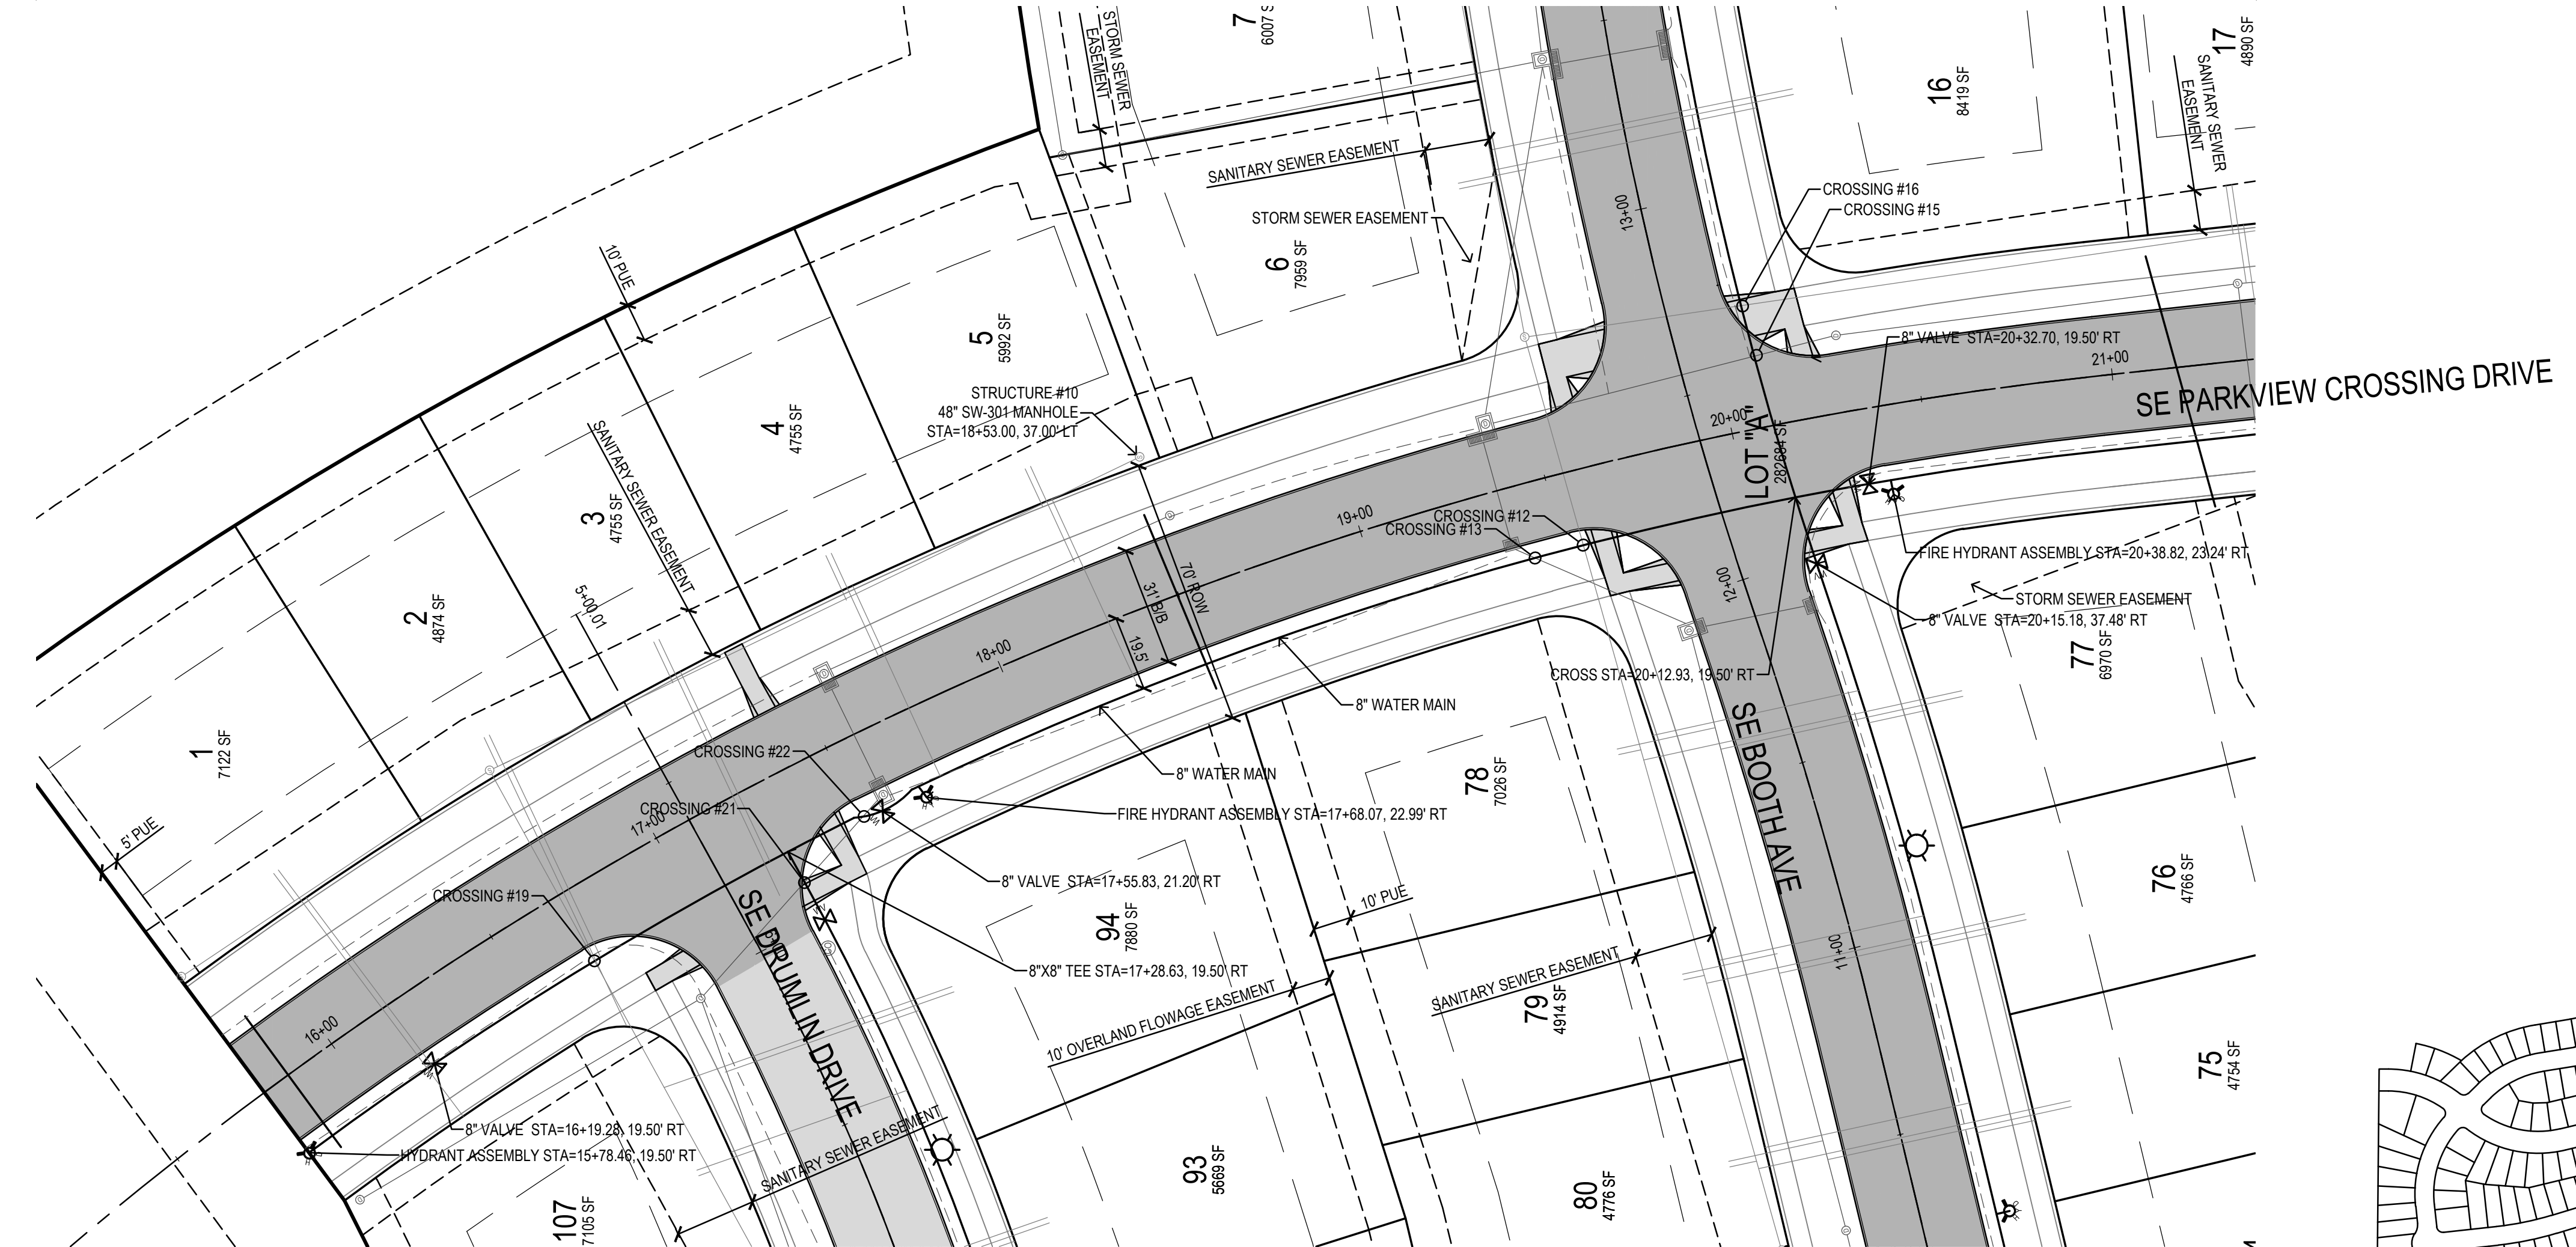 STORM SEWER
EASEMENT
7
6007 S
17
4890 SF
16
8419 SF
SANITARY SEWER
EASEMENT
SANITARY SEWER EASEMENT
CROSSING #16
CROSSING #15
STORM SEWER EASEMENT
13+00
6
7959 SF
10' PUE
5
5992 SF
8" VALVE STA=20+32.70, 19.50' RT
21+00
SE PARKVIEW CROSSING DRIVE
STRUCTURE #10
48" SW-301 MANHOLE
STA=18+53.00, 37.00' LT
4
4755 SF
20+00
LOT "A"
282684 SF
SANITARY SEWER EASEMENT
3
4755 SF
19+00
CROSSING #12
CROSSING #13
FIRE HYDRANT ASSEMBLY STA=20+38.82, 23.24' RT
70' ROW
31' B/B
19.5'
12+00
5+00.01
2
4874 SF
STORM SEWER EASEMENT
8" VALVE STA=20+15.18, 37.48' RT
18+00
77
6970 SF
CROSS STA=20+12.93, 19.50' RT
8" WATER MAIN
SE BOOTH AVE
1
7122 SF
CROSSING #22
8" WATER MAIN
78
7026 SF
CROSSING #21
17+00
FIRE HYDRANT ASSEMBLY STA=17+68.07, 22.99' RT
5' PUE
8" VALVE STA=17+55.83, 21.20' RT
76
4766 SF
CROSSING #19
10' PUE
94
7880 SF
SE DRUMLIN DRIVE
11+00
8"X8" TEE STA=17+28.63, 19.50' RT
SANITARY SEWER EASEMENT
10' OVERLAND FLOWAGE EASEMENT
79
4914 SF
16+00
75
4754 SF
8" VALVE STA=16+19.28, 19.50' RT
HYDRANT ASSEMBLY STA=15+78.46, 19.50' RT
SANITARY SEWER EASEMENT
93
5669 SF
80
4776 SF
107
7105 SF